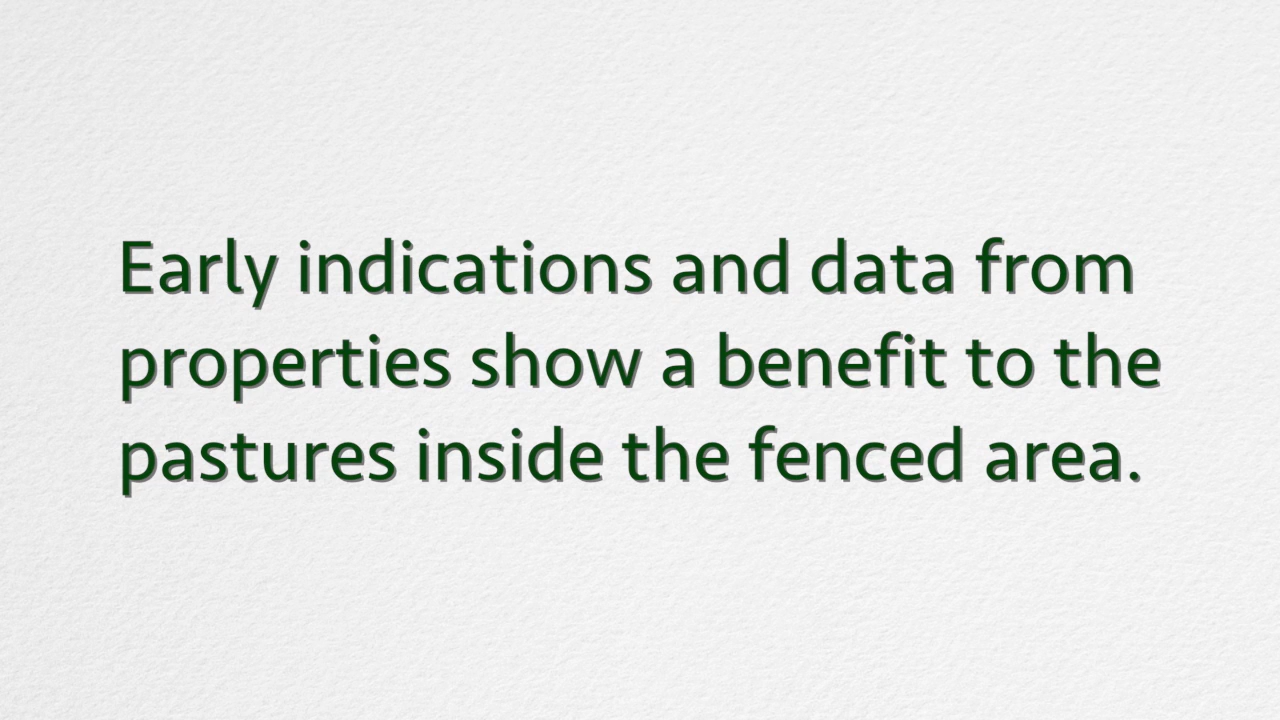 Early indications and data from
properties show a benefit to the
pastures inside the fenced area.